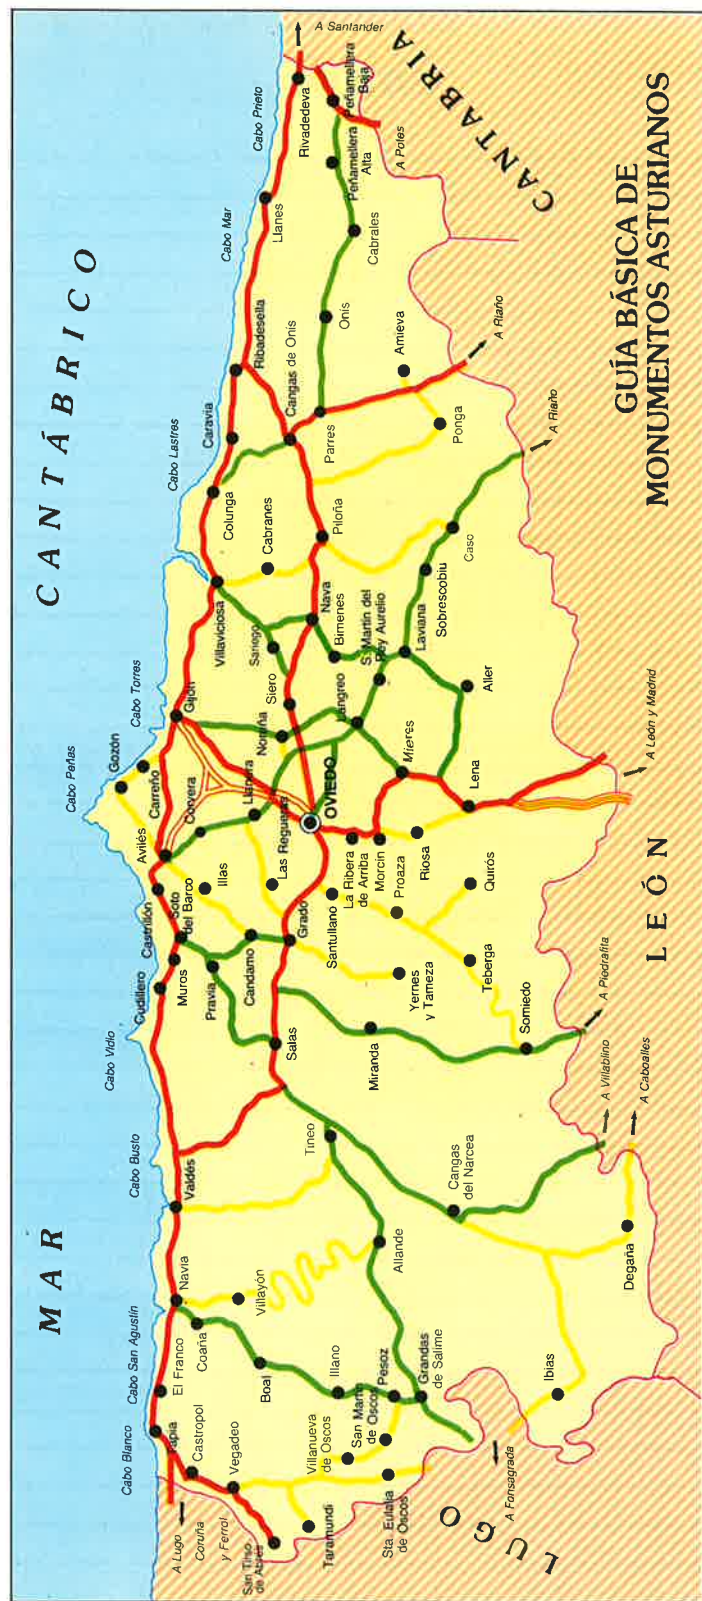 MAR CANTÁBRICO
Cabo Blanco
Cabo San Agustín
Cabo Busto
Cabo Vidio
Cabo Peñas
Cabo Torres
Cabo Lastres
Cabo Mar
Cabo Prieto
A Santander
CANTABRIA
A Potes
A Riaño
A Riaño
A León y Madrid
LEÓN
A Piedrafita
A Villablino
A Caboalles
A Fonsagrada
LUGO
A Lugo
Coruña
y Ferrol
Tapia
Castropol
Vegadeo
San Tirso
de Abres
Taramundi
Villanueva
de Oscos
San Martín
de Oscos
Sta. Eulalia
de Oscos
El Franco
Coaña
Boal
Illano
Pesoz
Grandas
de Salime
Ibias
Navia
Villayón
Allande
Degaña
Valdés
Tineo
Cangas
del Narcea
Cudillero
Muros
Pravia
Salas
Miranda
Somiedo
Castrillón
Soto
del Barco
Candamo
Grado
Yernes
y Tameza
Teberga
Avilés
Illas
Las Regueras
Santullano
Proaza
Quirós
Gozón
Carreño
Corvera
Llanera
OVIEDO
La Ribera
de Arriba
Morcín
Riosa
Lena
Gijón
Noreña
Siero
Langreo
Mieres
Aller
Villaviciosa
Sariego
Nava
Bimenes
S. Martín del
Rey Aurelio
Laviana
Sobrescobiu
Caso
Cabranes
Piloña
Colunga
Caravia
Parres
Ponga
Amieva
Ribadesella
Cangas de Onís
Onís
Cabrales
Llanes
Peñamellera
Alta
Peñamellera
Baja
Rivadedeva
GUÍA BÁSICA DE
MONUMENTOS ASTURIANOS